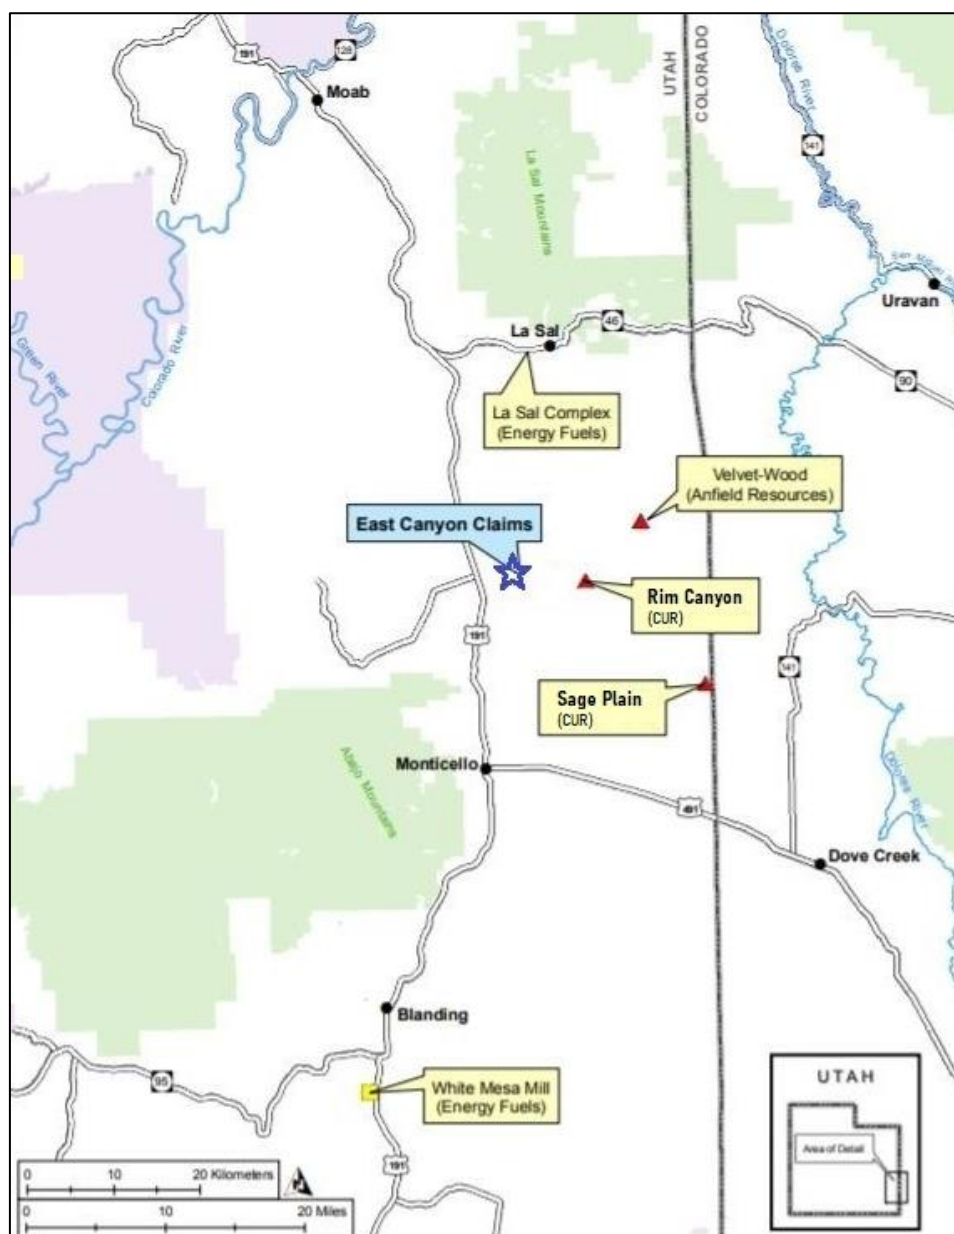 191
128
Moab
UTAH
COLORADO
Dolores River
141
La Sal Mountains
Uravan
La Sal
46
Green River
Colorado River
90
La Sal Complex
(Energy Fuels)
Velvet-Wood
(Anfield Resources)
East Canyon Claims
Rim Canyon
(CUR)
191
141
Sage Plain
(CUR)
Abajo Mountains
Monticello
Dolores River
491
Dove Creek
Blanding
95
White Mesa Mill
(Energy Fuels)
191
UTAH
Area of Detail
0 10 20 Kilometers
0 10 20 Miles